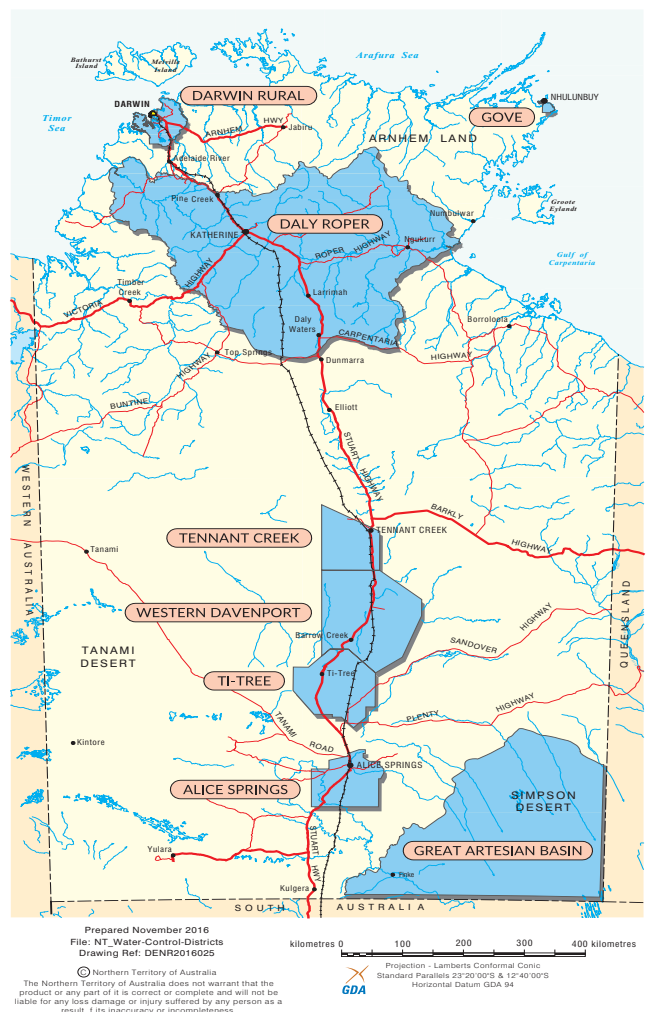 Arafura Sea
Bathurst
Island
Melville
Island
DARWIN RURAL
DARWIN
NHULUNBUY
GOVE
Timor
Sea
ARNHEM
HWY
Jabiru
ARNHEM LAND
Adelaide River
Pine Creek
Groote
Eylandt
Numbulwar
DALY ROPER
KATHERINE
ROPER
HIGHWAY
Ngukurr
Gulf of
Carpentaria
Timber
Creek
HIGHWAY
VICTORIA
Larrimah
Daly
Waters
CARPENTARIA
HIGHWAY
Borroloola
Top Springs
Dunmarra
HIGHWAY
BUNTINE
Elliott
STUART
HIGHWAY
WESTERN AUSTRALIA
BARKLY
HIGHWAY
TENNANT CREEK
TENNANT CREEK
Tanami
QUEENSLAND
WESTERN DAVENPORT
Barrow Creek
HIGHWAY
SANDOVER
TANAMI
DESERT
TI-TREE
Ti-Tree
HIGHWAY
PLENTY
TANAMI
ROAD
Kintore
ALICE SPRINGS
ALICE SPRINGS
SIMPSON
DESERT
STUART
HWY
GREAT ARTESIAN BASIN
Yulara
Finke
Kulgera
SOUTH AUSTRALIA
Prepared November 2016
File: NT_Water-Control-Districts
Drawing Ref: DENR2016025
© Northern Territory of Australia
The Northern Territory of Australia does not warrant that the
product or any part of it is correct or complete and will not be
liable for any loss damage or injury suffered by any person as a
result f its inaccuracy or incompleteness
kilometres 0 100 200 300 400 kilometres
GDA
Projection - Lamberts Conformal Conic
Standard Parallels 23°20'00"S & 12°40'00"S
Horizontal Datum GDA 94